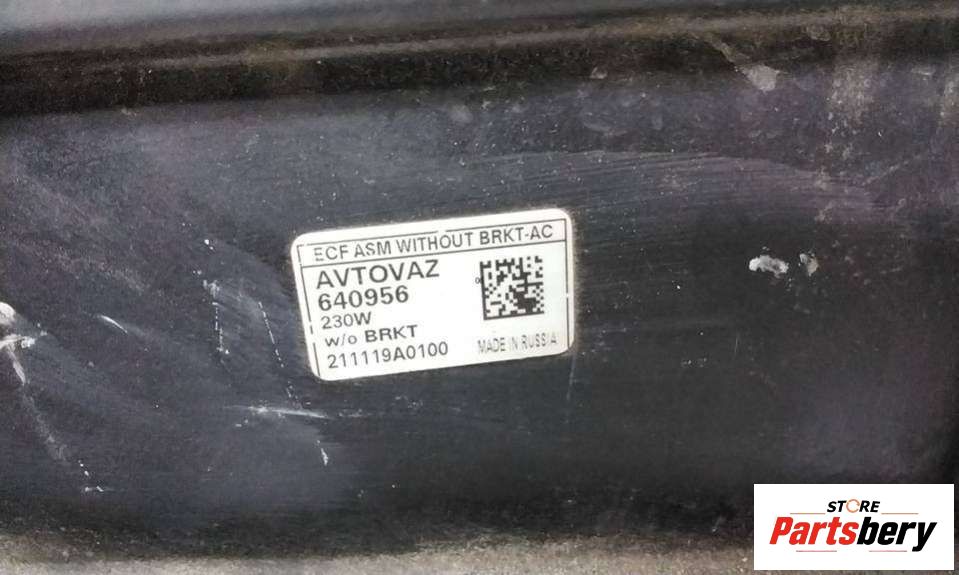 ECF ASM WITHOUT BRKT-AC
AVTOVAZ
640956
230W
w/o BRKT
211119A0100
MADE IN RUSSIA
STORE
Partsbery